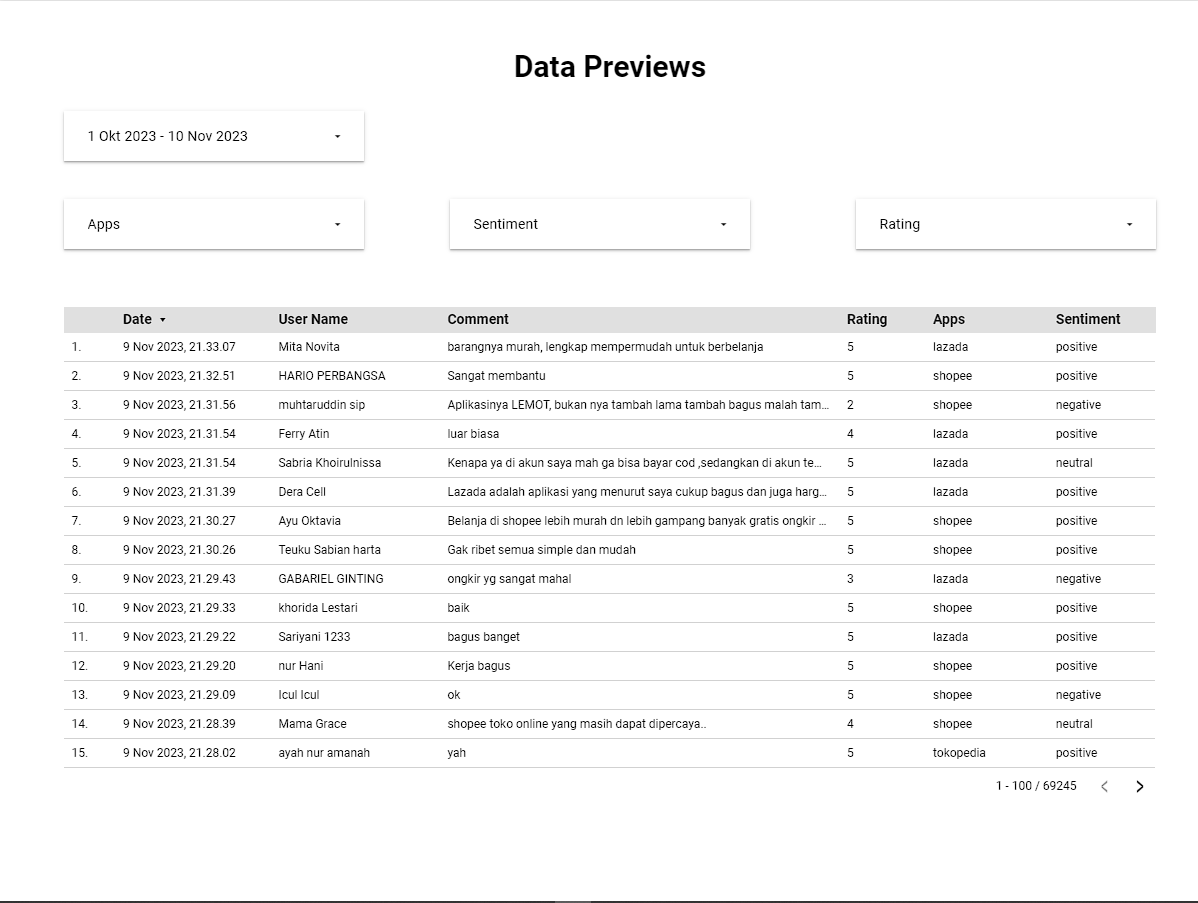 Data Previews
1 Okt 2023 - 10 Nov 2023
Apps Sentiment Rating
Date User Name Comment Rating Apps Sentiment
1. 9 Nov 2023, 21.33.07 Mita Novita barangnya murah, lengkap mempermudah untuk berbelanja 5 lazada positive
2. 9 Nov 2023, 21.32.51 HARIO PERBANGSA Sangat membantu 5 shopee positive
3. 9 Nov 2023, 21.31.56 muhtaruddin sip Aplikasinya LEMOT, bukan nya tambah lama tambah bagus malah tam... 2 shopee negative
4. 9 Nov 2023, 21.31.54 Ferry Atin luar biasa 4 lazada positive
5. 9 Nov 2023, 21.31.54 Sabria Khoirulnissa Kenapa ya di akun saya mah ga bisa bayar cod ,sedangkan di akun te... 5 lazada neutral
6. 9 Nov 2023, 21.31.39 Dera Cell Lazada adalah aplikasi yang menurut saya cukup bagus dan juga harg... 5 lazada positive
7. 9 Nov 2023, 21.30.27 Ayu Oktavia Belanja di shopee lebih murah dn lebih gampang banyak gratis ongkir ... 5 shopee positive
8. 9 Nov 2023, 21.30.26 Teuku Sabian harta Gak ribet semua simple dan mudah 5 shopee positive
9. 9 Nov 2023, 21.29.43 GABARIEL GINTING ongkir yg sangat mahal 3 lazada negative
10. 9 Nov 2023, 21.29.33 khorida Lestari baik 5 shopee positive
11. 9 Nov 2023, 21.29.22 Sariyani 1233 bagus banget 5 lazada positive
12. 9 Nov 2023, 21.29.20 nur Hani Kerja bagus 5 shopee positive
13. 9 Nov 2023, 21.29.09 Icul Icul ok 5 shopee negative
14. 9 Nov 2023, 21.28.39 Mama Grace shopee toko online yang masih dapat dipercaya.. 4 shopee neutral
15. 9 Nov 2023, 21.28.02 ayah nur amanah yah 5 tokopedia positive
1 - 100 / 69245